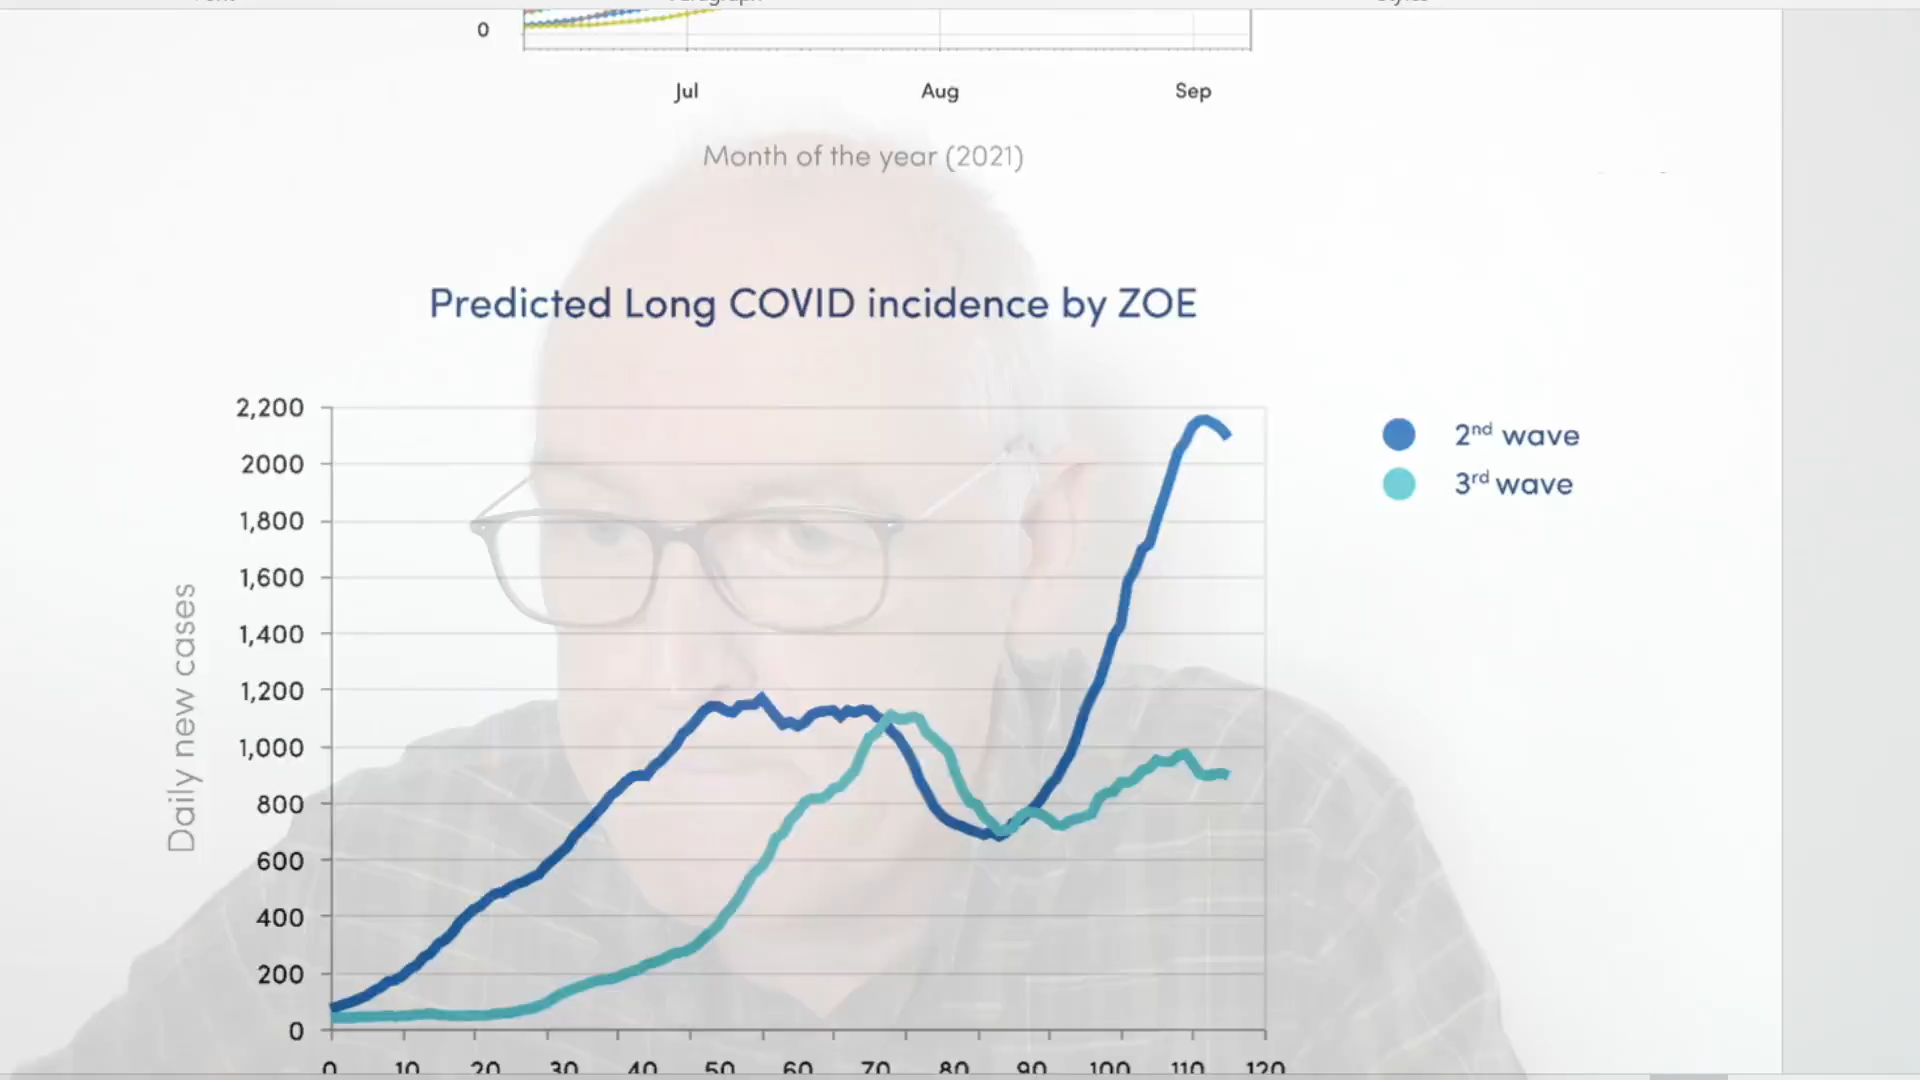 0
Jul Aug Sep
Month of the year (2021)
Predicted Long COVID incidence by ZOE
2,200
2000
1,800
1,600
1,400
1,200
1,000
800
600
400
200
0
Daily new cases
2nd wave
3rd wave
0 10 20 30 40 50 60 70 80 90 100 110 120